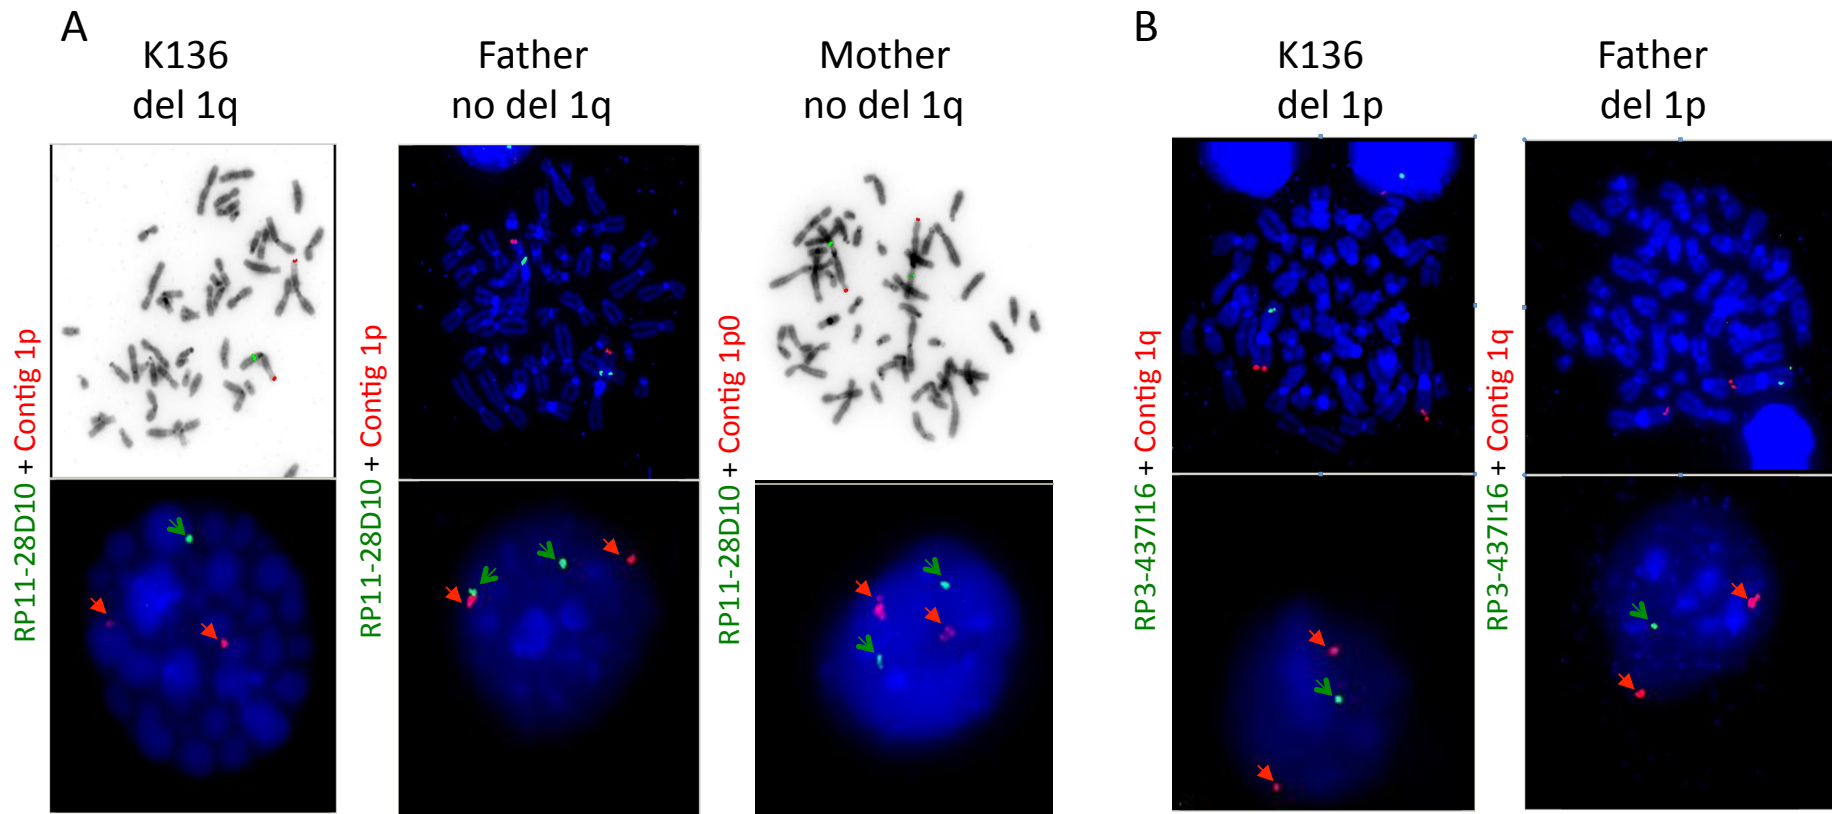 A
K136
del 1q
Father
no del 1q
Mother
no del 1q
RP11-28D10 + Contig 1p
RP11-28D10 + Contig 1p
RP11-28D10 + Contig 1p0
B
K136
del 1p
Father
del 1p
RP3-437I16 + Contig 1q
RP3-437I16 + Contig 1q